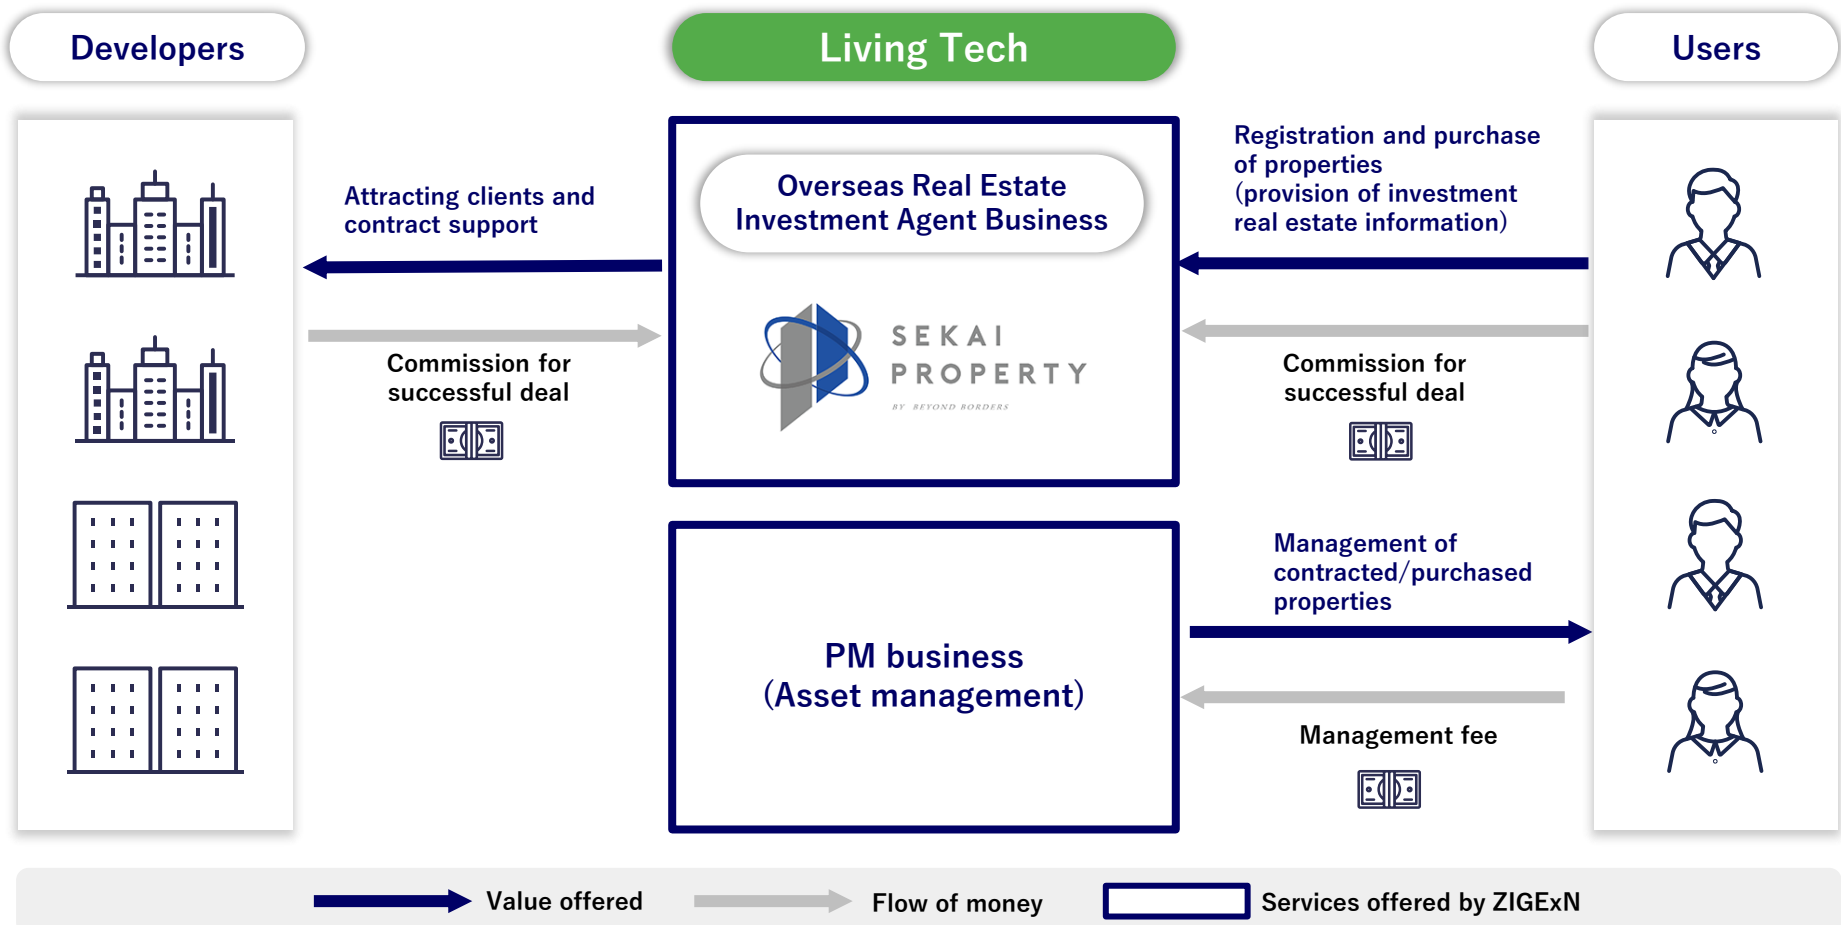 Developers
Living Tech
Users
Attracting clients and
contract support
Commission for
successful deal
Overseas Real Estate
Investment Agent Business
SEKAI
PROPERTY
BY BEYOND BORDERS
Registration and purchase
of properties
(provision of investment
real estate information)
Commission for
successful deal
PM business
(Asset management)
Management of
contracted/purchased
properties
Management fee
Value offered
Flow of money
Services offered by ZIGExN